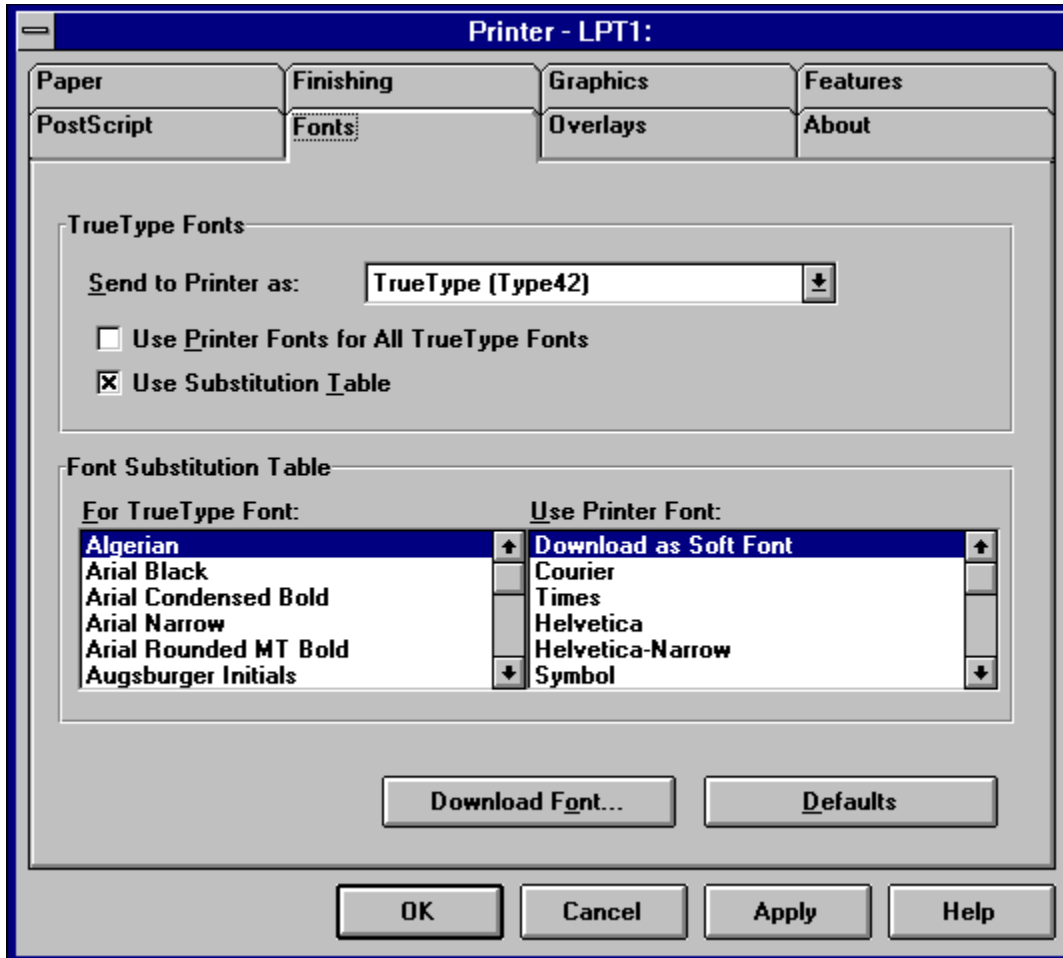 Printer - LPT1:
Paper Finishing Graphics Features
PostScript Fonts Overlays About
TrueType Fonts
Send to Printer as: TrueType (Type42)
Use Printer Fonts for All TrueType Fonts
Use Substitution Table
Font Substitution Table
For TrueType Font: Use Printer Font:
Algerian Download as Soft Font
Arial Black Courier
Arial Condensed Bold Times
Arial Narrow Helvetica
Arial Rounded MT Bold Helvetica-Narrow
Augsburger Initials Symbol
Download Font... Defaults
OK Cancel Apply Help